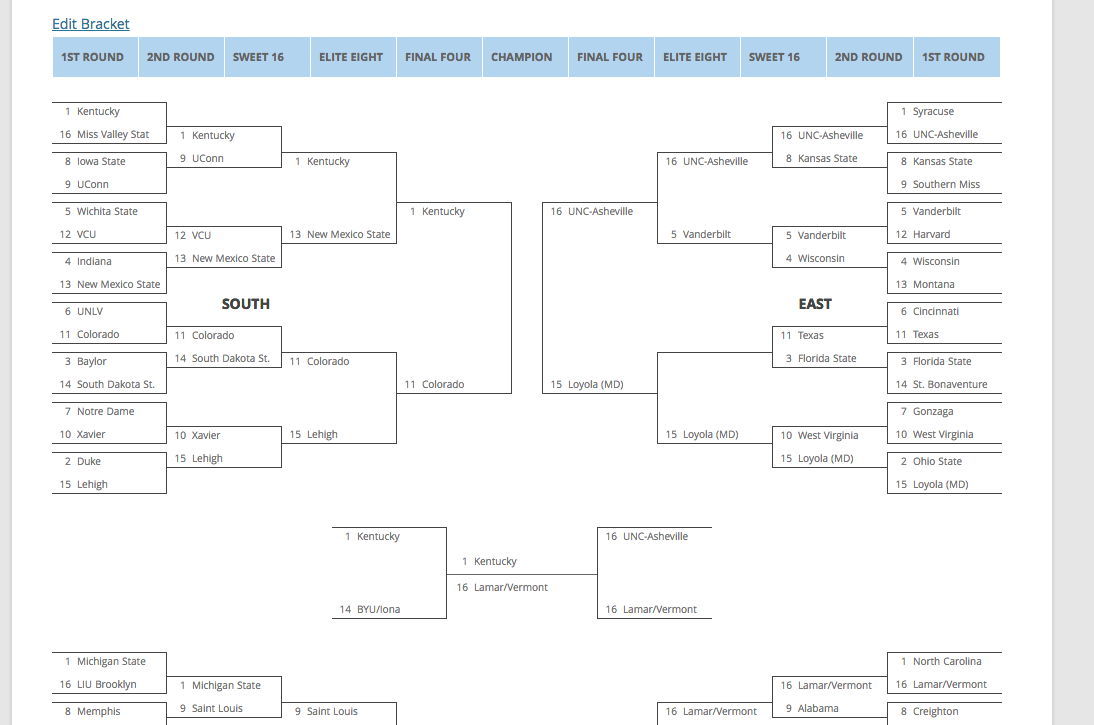 Edit Bracket
1ST ROUND 2ND ROUND SWEET 16 ELITE EIGHT FINAL FOUR CHAMPION FINAL FOUR ELITE EIGHT SWEET 16 2ND ROUND 1ST ROUND
1 Kentucky 1 Syracuse
16 Miss Valley Stat 1 Kentucky 16 UNC-Asheville 16 UNC-Asheville
9 UConn 8 Kansas State
8 Iowa State 1 Kentucky 16 UNC-Asheville 8 Kansas State
9 UConn 9 Southern Miss
5 Wichita State 1 Kentucky 16 UNC-Asheville 5 Vanderbilt
12 VCU 12 VCU 13 New Mexico State 5 Vanderbilt 5 Vanderbilt 12 Harvard
13 New Mexico State 4 Wisconsin
4 Indiana 4 Wisconsin
13 New Mexico State 13 Montana
SOUTH EAST
6 UNLV 6 Cincinnati
11 Colorado 11 Colorado 11 Texas 11 Texas
14 South Dakota St. 3 Florida State
3 Baylor 11 Colorado 3 Florida State
14 South Dakota St. 11 Colorado 15 Loyola (MD) 14 St. Bonaventure
7 Notre Dame 7 Gonzaga
10 Xavier 10 Xavier 15 Lehigh 15 Loyola (MD) 10 West Virginia 10 West Virginia
15 Lehigh 15 Loyola (MD)
2 Duke 2 Ohio State
15 Lehigh 15 Loyola (MD)
1 Kentucky 16 UNC-Asheville
1 Kentucky
16 Lamar/Vermont
14 BYU/Iona 16 Lamar/Vermont
1 Michigan State 1 North Carolina
16 LIU Brooklyn 1 Michigan State 16 Lamar/Vermont 16 Lamar/Vermont
9 Saint Louis 9 Alabama
8 Memphis 9 Saint Louis 16 Lamar/Vermont 8 Creighton